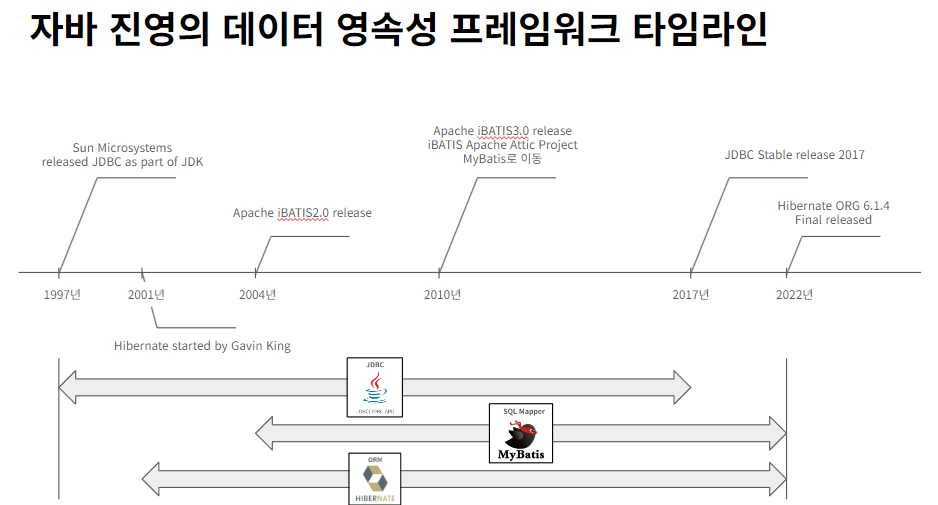 자바 진영의 데이터 영속성 프레임워크 타임라인
Sun Microsystems
released JDBC as part of JDK
Apache iBATIS2.0 release
Apache iBATIS3.0 release
iBATIS Apache Attic Project
MyBatis로 이동
JDBC Stable release 2017
Hibernate ORG 6.1.4
Final released
1997년
2001년
2004년
2010년
2017년
2022년
Hibernate started by Gavin King
JDBC
SQL Mapper
MyBatis
ORM
HIBERNATE